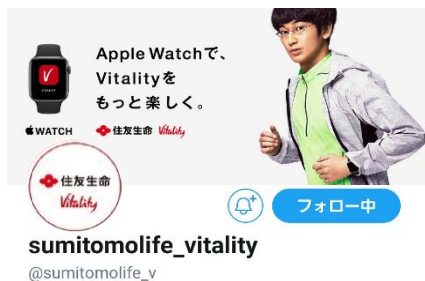 Apple Watchで、
Vitalityを
もっと楽しく。
WATCH
住友生命 Vitality
住友生命
Vitality
フォロー中
sumitomolife_vitality
@sumitomolife_v